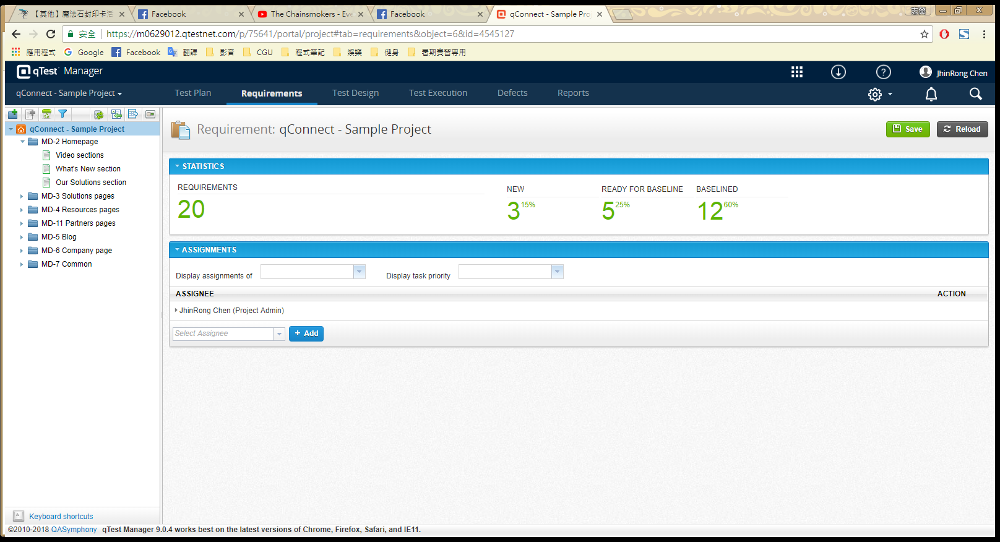 【其他】魔法石封印卡活
Facebook
The Chainsmokers - Eve
Facebook
qConnect - Sample Pro
志榮
安全 https://m0629012.qtestnet.com/p/75641/portal/project#tab=requirements&object=6&id=4545127
應用程式 Google Facebook 翻譯 影音 CGU 程式筆記 娛樂 健身 暑期實習專用
qTest Manager
JhinRong Chen
qConnect - Sample Project
Test Plan Requirements Test Design Test Execution Defects Reports
qConnect - Sample Project
MD-2 Homepage
Video sections
What's New section
Our Solutions section
MD-3 Solutions pages
MD-4 Resources pages
MD-11 Partners pages
MD-5 Blog
MD-6 Company page
MD-7 Common
Requirement: qConnect - Sample Project
Save
Reload
STATISTICS
REQUIREMENTS
20
NEW
3 15%
READY FOR BASELINE
5 25%
BASELINED
12 60%
ASSIGNMENTS
Display assignments of
Display task priority
ASSIGNEE ACTION
JhinRong Chen (Project Admin)
Select Assignee
+ Add
Keyboard shortcuts
©2010-2018 QASymphony qTest Manager 9.0.4 works best on the latest versions of Chrome, Firefox, Safari, and IE11.